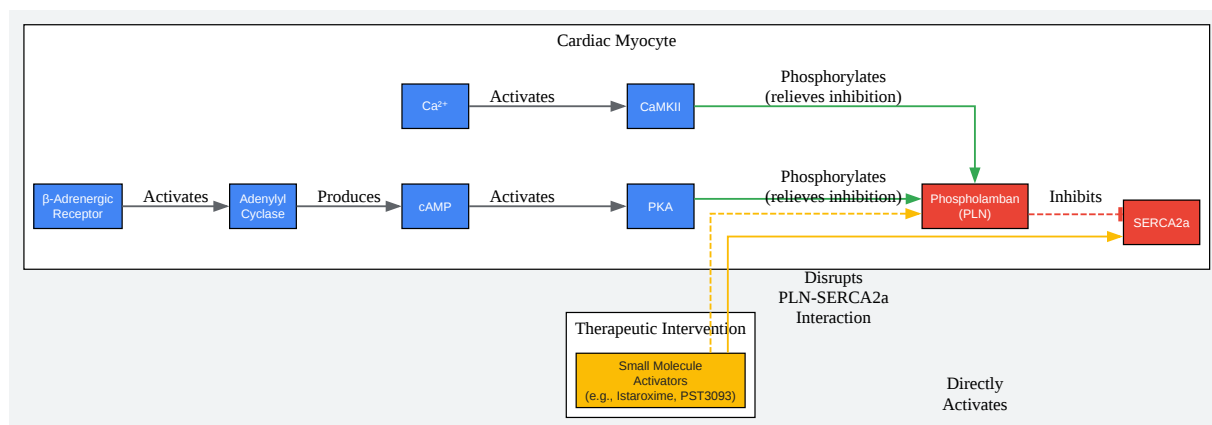 Cardiac Myocyte
Ca²⁺
Activates
CaMKII
Phosphorylates
(relieves inhibition)
β-Adrenergic
Receptor
Activates
Adenylyl
Cyclase
Produces
cAMP
Activates
PKA
Phosphorylates
(relieves inhibition)
Phospholamban
(PLN)
Inhibits
SERCA2a
Disrupts
PLN-SERCA2a
Interaction
Therapeutic Intervention
Small Molecule
Activators
(e.g., Istaroxime, PST3093)
Directly
Activates